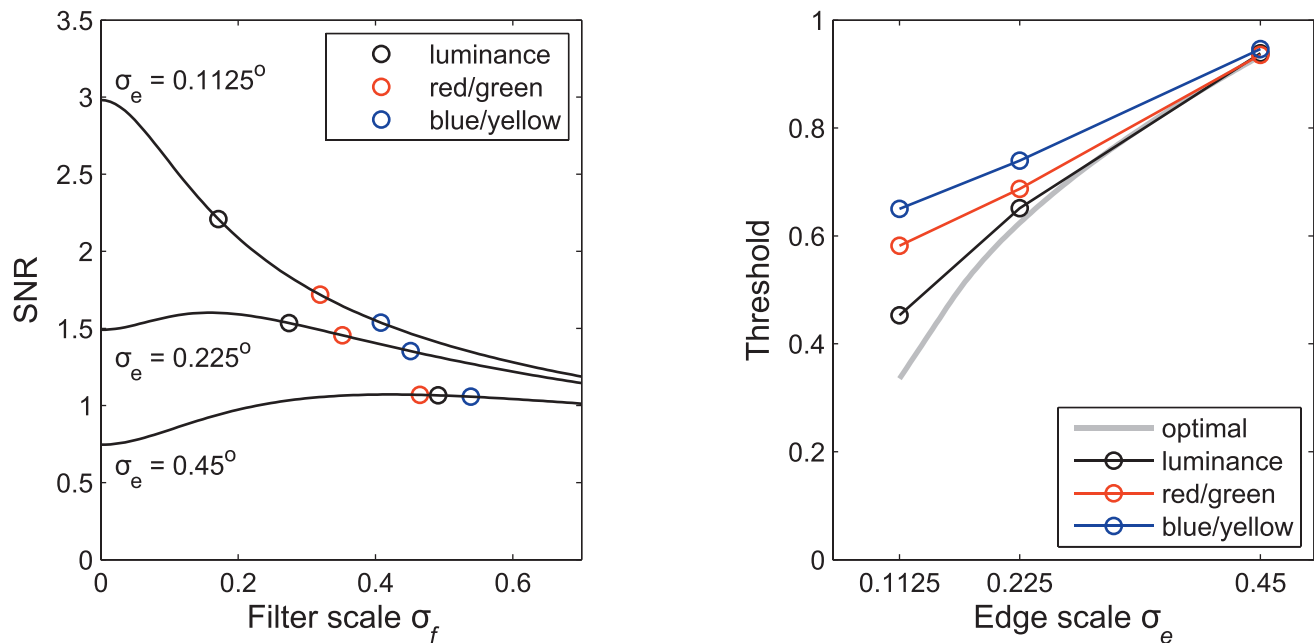 3.5
3
2.5
2
1.5
1
0.5
0
SNR
σe = 0.1125o
σe = 0.225o
σe = 0.45o
luminance
red/green
blue/yellow
0 0.2 0.4 0.6
Filter scale σf
1
0.8
0.6
0.4
0.2
0
Threshold
optimal
luminance
red/green
blue/yellow
0.1125 0.225 0.45
Edge scale σe